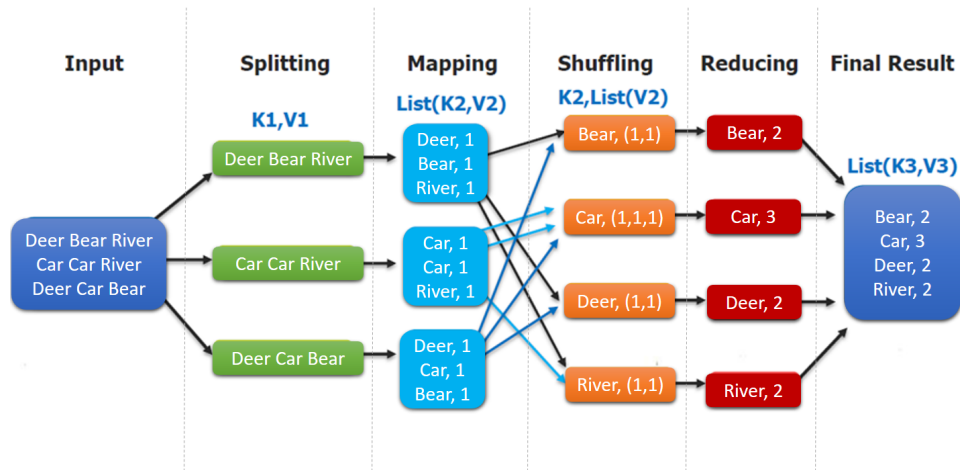 Input
Splitting
Mapping
Shuffling
Reducing
Final Result
K1,V1
List(K2,V2)
K2,List(V2)
List(K3,V3)
Deer Bear River
Car Car River
Deer Car Bear
Deer Bear River
Car Car River
Deer Car Bear
Deer, 1
Bear, 1
River, 1
Car, 1
Car, 1
River, 1
Deer, 1
Car, 1
Bear, 1
Bear, (1,1)
Car, (1,1,1)
Deer, (1,1)
River, (1,1)
Bear, 2
Car, 3
Deer, 2
River, 2
Bear, 2
Car, 3
Deer, 2
River, 2